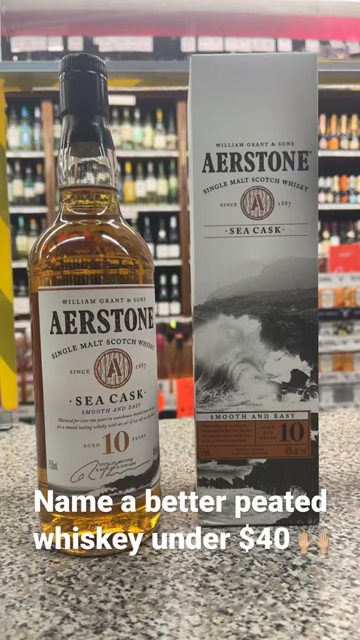 WILLIAM GRANT & SONS
AERSTONE
SINGLE MALT SCOTCH WHISKY
SINCE 1887
·SEA CASK·
SMOOTH AND EASY
AGED 10 YEARS
WILLIAM GRANT & SONS
AERSTONE
SINGLE MALT SCOTCH WHISKY
SINCE 1887
·SEA CASK·
SMOOTH AND EASY
10
Name a better peated
whiskey under $40 🙌🏼